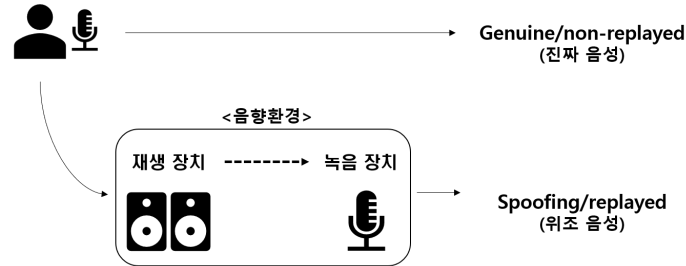 Genuine/non-replayed
(진짜 음성)
<음향환경>
재생 장치
녹음 장치
Spoofing/replayed
(위조 음성)